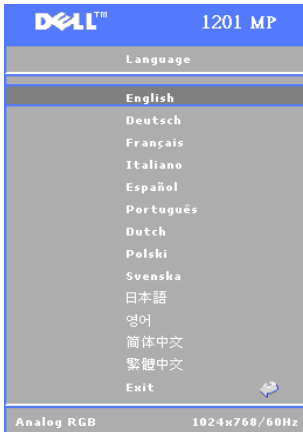 DELL™ 1201 MP
Language
English
Deutsch
Français
Italiano
Español
Português
Dutch
Polski
Svenska
日本語
영어
简体中文
繁體中文
Exit
Analog RGB 1024x768/60Hz